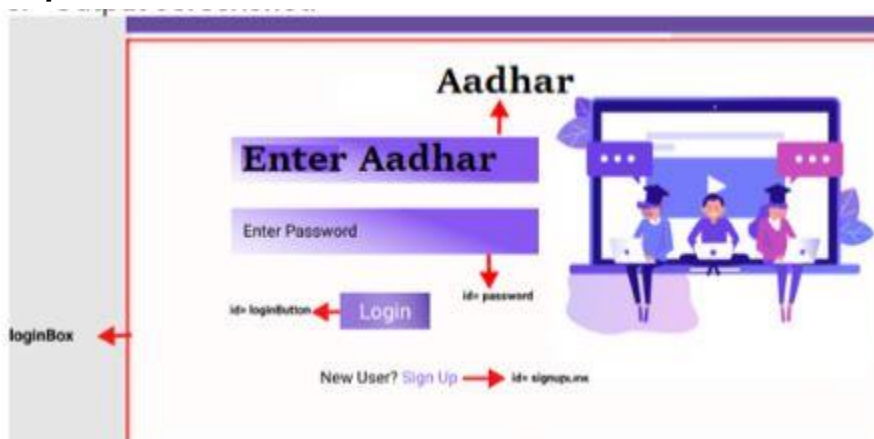 Aadhar
Enter Aadhar
Enter Password
id= password
id= loginButton
Login
loginBox
New User? Sign Up